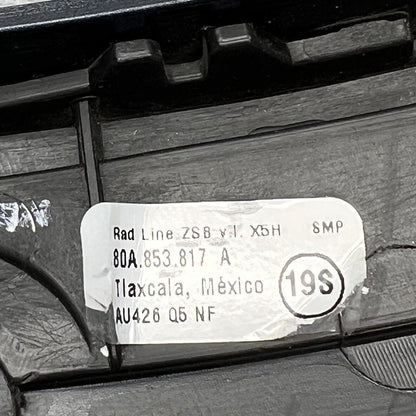 Rad Line ZSB v.l. X5H SMP
80A.853.817 A
Tlaxcala, México 19S
AU426 Q5 NF